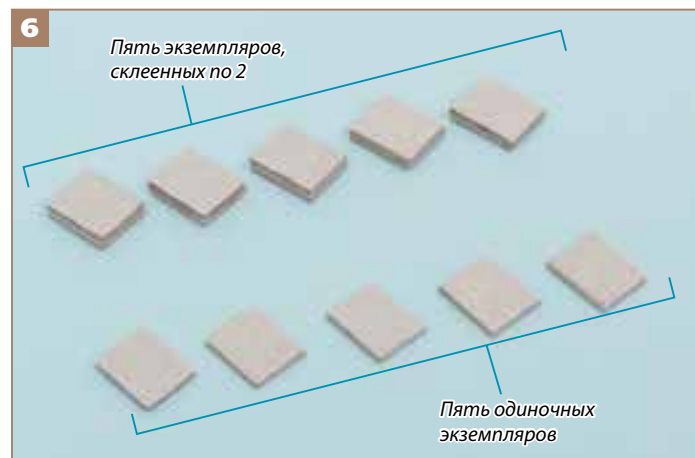 6
Пять экземпляров,
склеенных по 2
Пять одиночных
экземпляров